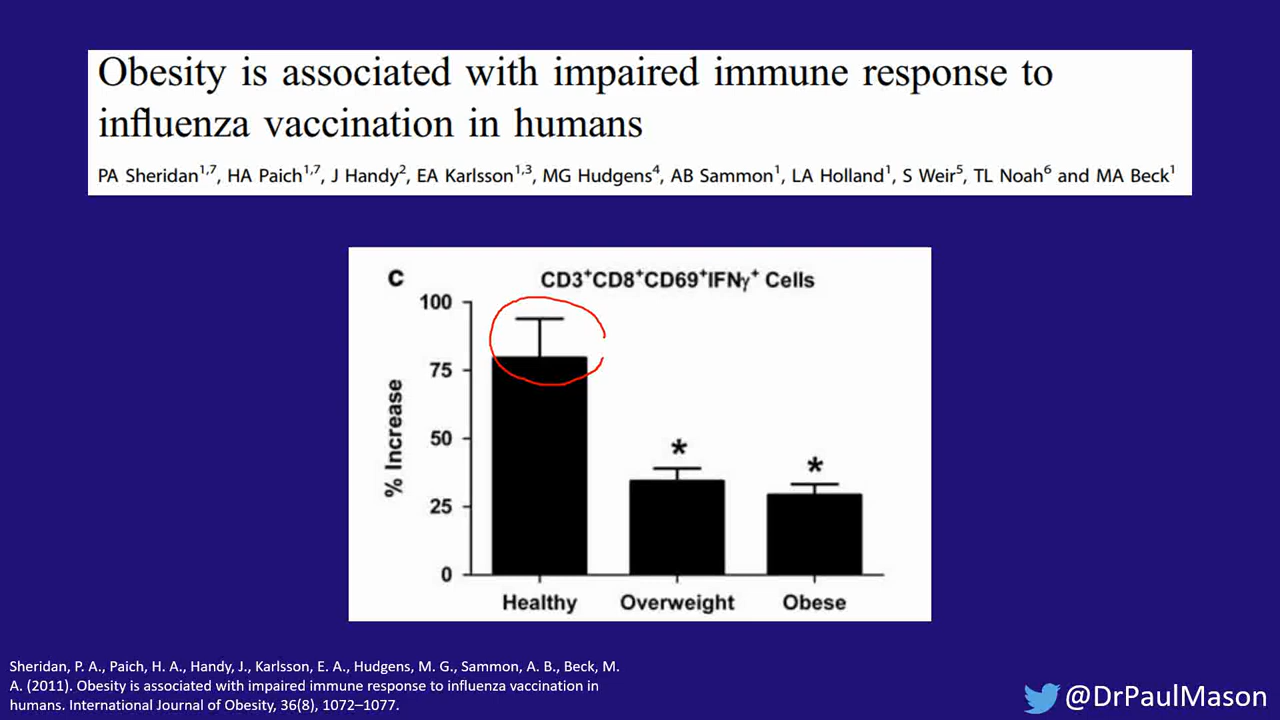 Obesity is associated with impaired immune response to
influenza vaccination in humans
PA Sheridan1,7, HA Paich1,7, J Handy2, EA Karlsson1,3, MG Hudgens4, AB Sammon1, LA Holland1, S Weir5, TL Noah6 and MA Beck1
c
CD3+CD8+CD69+IFNγ+ Cells
100
75
50
25
0
% Increase
*
*
Healthy
Overweight
Obese
Sheridan, P. A., Paich, H. A., Handy, J., Karlsson, E. A., Hudgens, M. G., Sammon, A. B., Beck, M.
A. (2011). Obesity is associated with impaired immune response to influenza vaccination in
humans. International Journal of Obesity, 36(8), 1072–1077.
@DrPaulMason